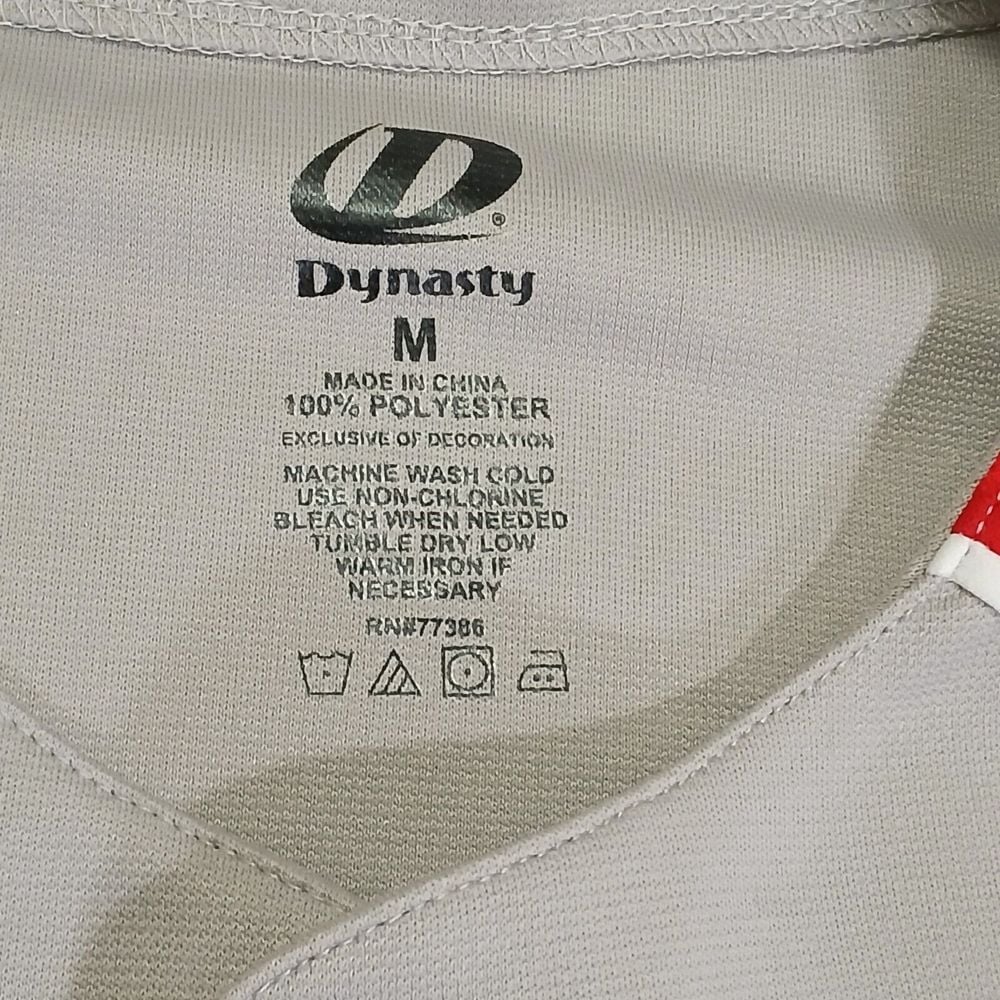 D®
Dynasty
M
MADE IN CHINA
100% POLYESTER
EXCLUSIVE OF DECORATION
MACHINE WASH COLD
USE NON-CHLORINE
BLEACH WHEN NEEDED
TUMBLE DRY LOW
WARM IRON IF
NECESSARY
RN#77386